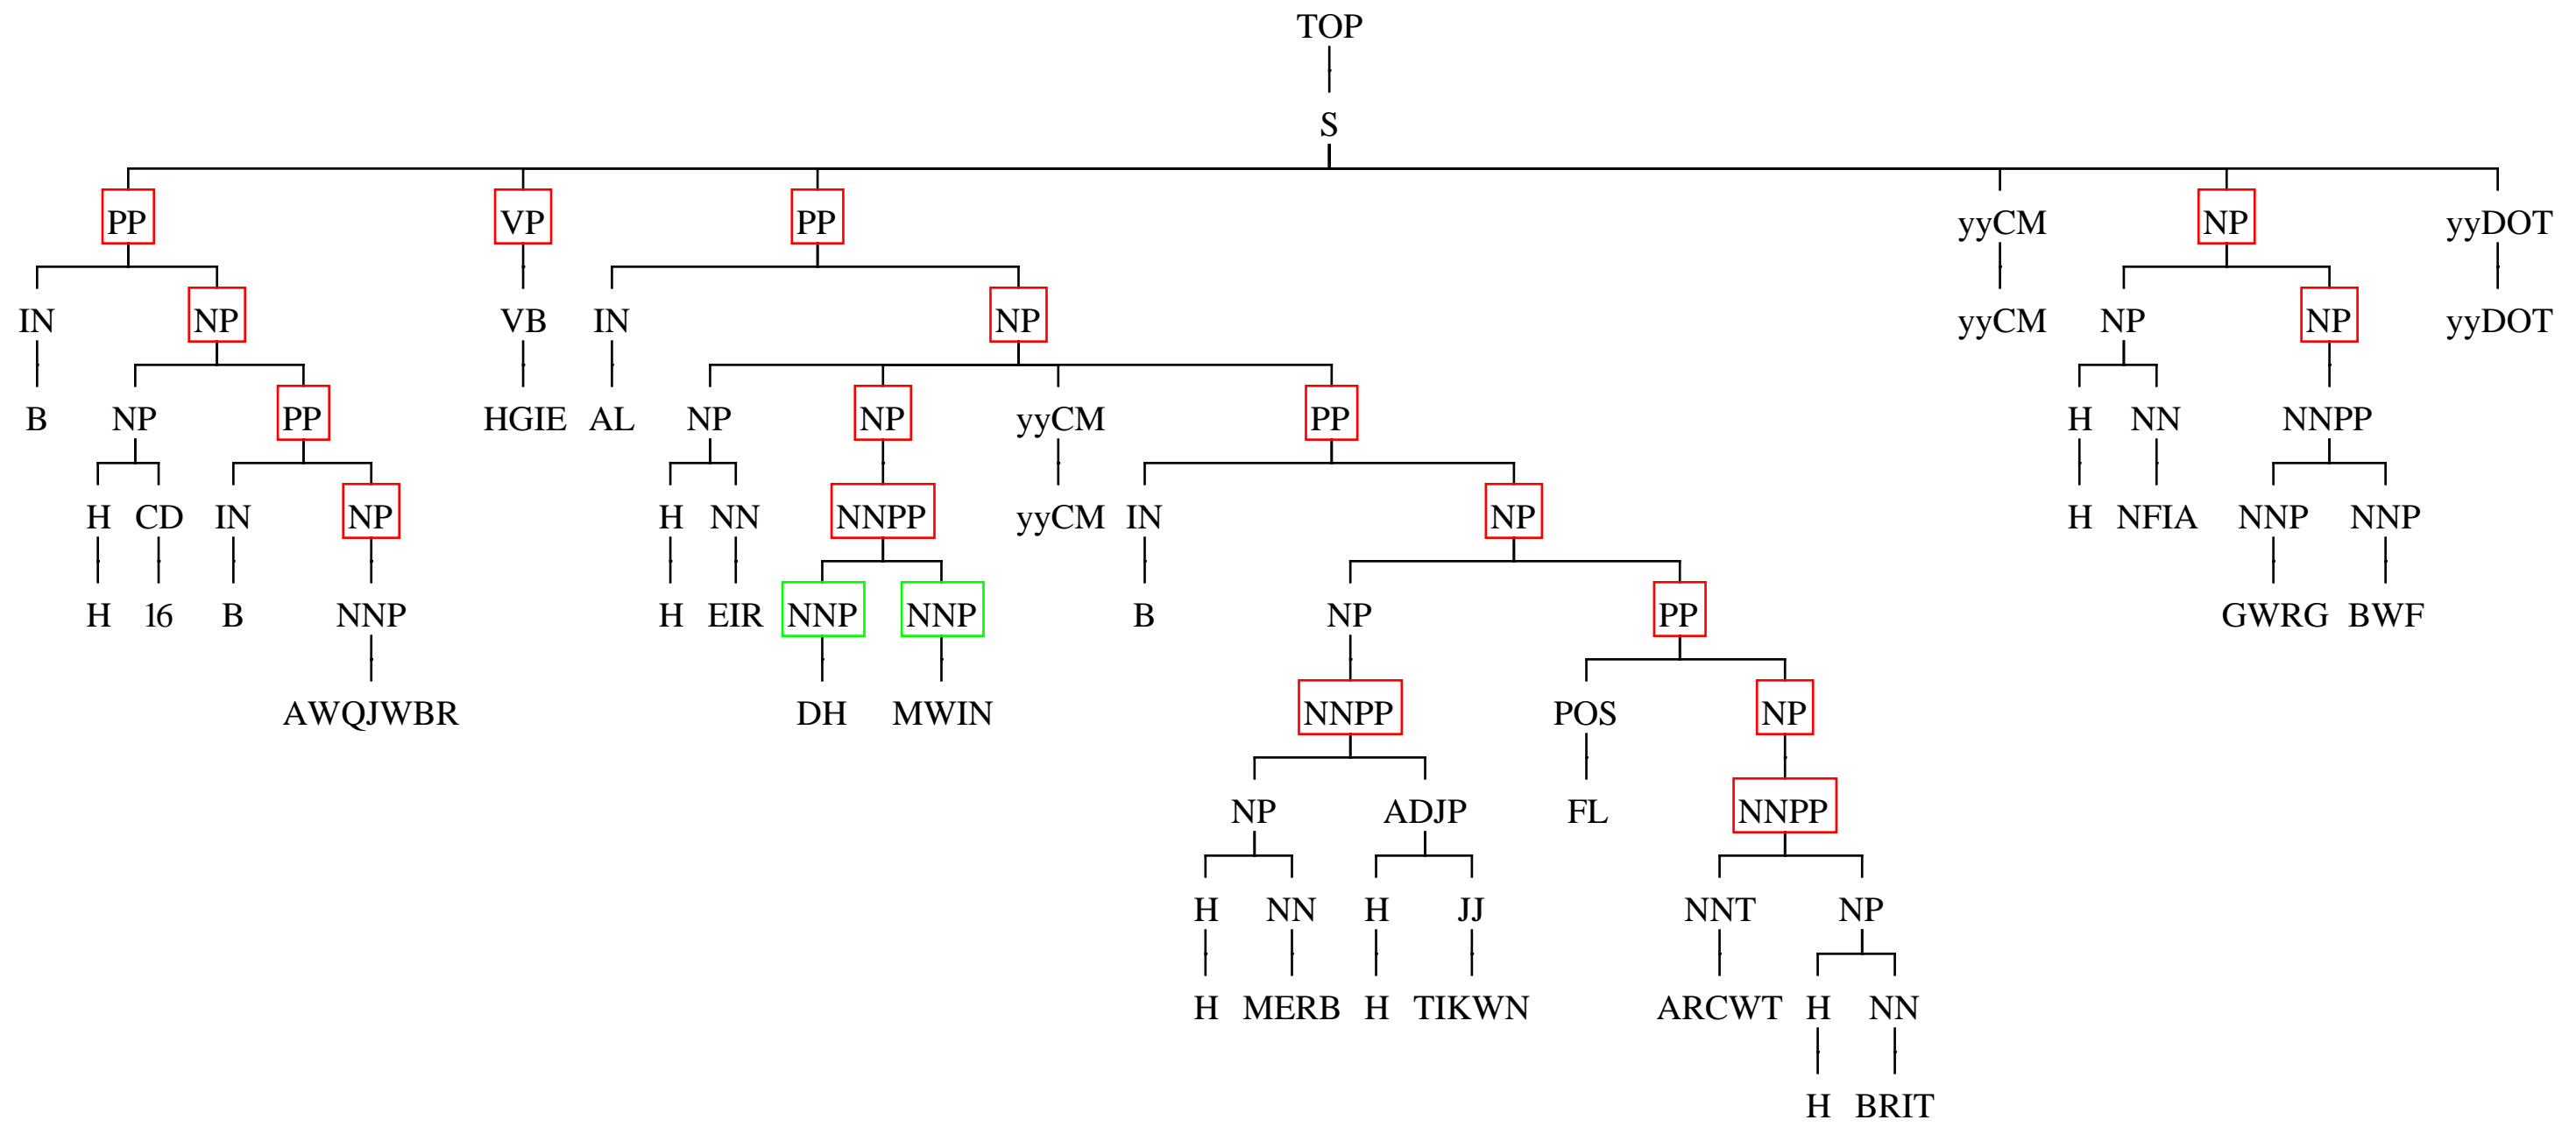 TOP
S
PP VP PP yyCM NP yyDOT
IN NP VB IN NP yyCM NP NP yyDOT
B NP PP HGIE AL NP NP yyCM PP H NN NNPP
H CD IN NP H NN NNPP yyCM IN NP H NFIA NNP NNP
H 16 B NNP H EIR NNP NNP B NP PP GWRG BWF
AWQJWBR DH MWIN NNPP POS NP
NP ADJP FL NNPP
H NN H JJ NNT NP
H MERB H TIKWN ARCWT H NN
H BRIT